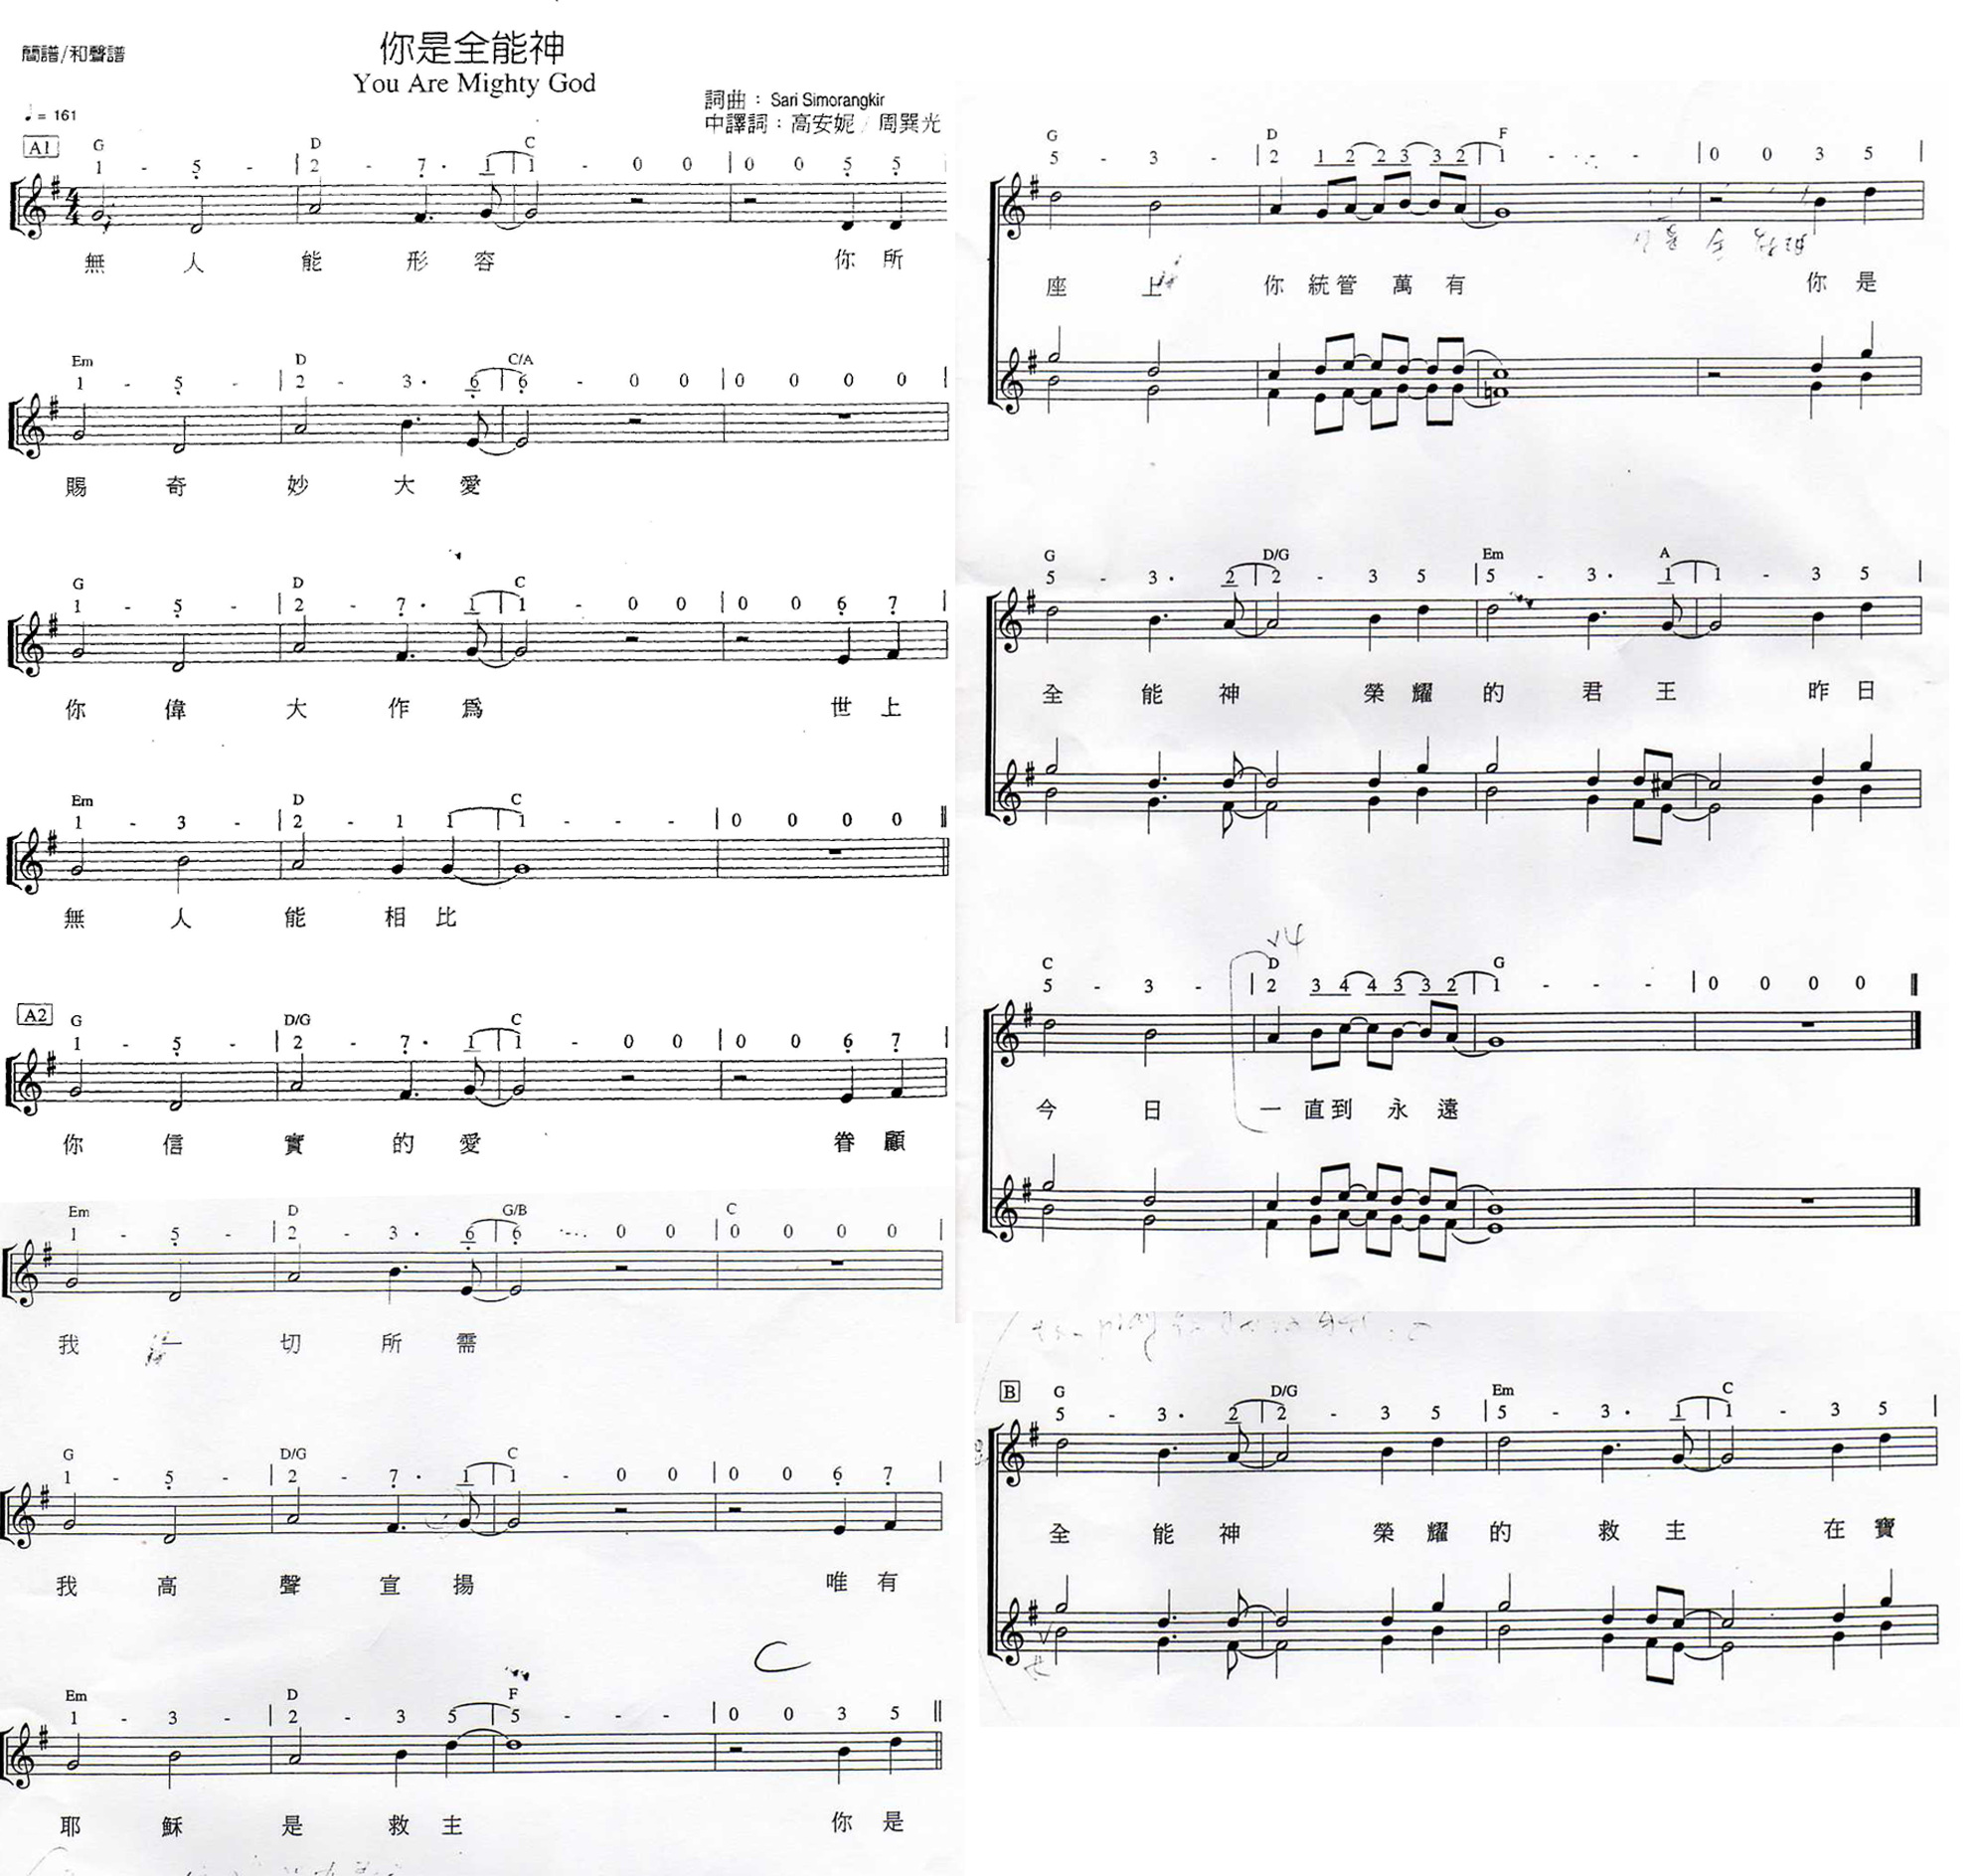 簡譜/和聲譜
你是全能神
You Are Mighty God
詞曲：Sari Simorangkir
中譯詞：高安妮 / 周巽光
♩= 161
A1
G D C
1 - 5̣ - | 2 - 7̣ · 1 | 1 - 0 0 | 0 0 5̣ 5̣ |
4/4
無 人 能 形 容 你 所
Em D C/A
1 - 5̣ - | 2 - 3 · 6̣ | 6̣ - 0 0 | 0 0 0 0 |
賜 奇 妙 大 愛
G D C
1 - 5̣ - | 2 - 7̣ · 1 | 1 - 0 0 | 0 0 6̣ 7̣ |
你 偉 大 作 爲 世 上
Em D C
1 - 3 - | 2 - 1 1 | 1 - - - | 0 0 0 0 ‖
無 人 能 相 比
A2
G D/G C
1 - 5̣ - | 2 - 7̣ · 1 | 1 - 0 0 | 0 0 6̣ 7̣ |
你 信 實 的 愛 眷 顧
Em D G/B C
1 - 5̣ - | 2 - 3 · 6̣ | 6̣ - 0 0 | 0 0 0 0 |
我 一 切 所 需
G D/G C
1 - 5̣ - | 2 - 7̣ · 1 | 1 - 0 0 | 0 0 6̣ 7̣ |
我 高 聲 宣 揚 唯 有
C
Em D F
1 - 3 - | 2 - 3 5 | 5 - - - | 0 0 3 5 ‖
耶 穌 是 救 主 你 是
G D F
5 - 3 - | 2 1 2 2 3 3 2 | 1 - - - | 0 0 3 5 |
座 上 你 統 管 萬 有 你 是
G D/G Em A
5 - 3 · 2 | 2 - 3 5 | 5 - 3 · 1 | 1 - 3 5 |
全 能 神 榮 耀 的 君 王 昨 日
C D G
5 - 3 - | 2 3 4 4 3 3 2 | 1 - - - | 0 0 0 0 ‖
今 日 一 直 到 永 遠
B
G D/G Em C
5 - 3 · 2 | 2 - 3 5 | 5 - 3 · 1 | 1 - 3 5 |
全 能 神 榮 耀 的 救 主 在 寶